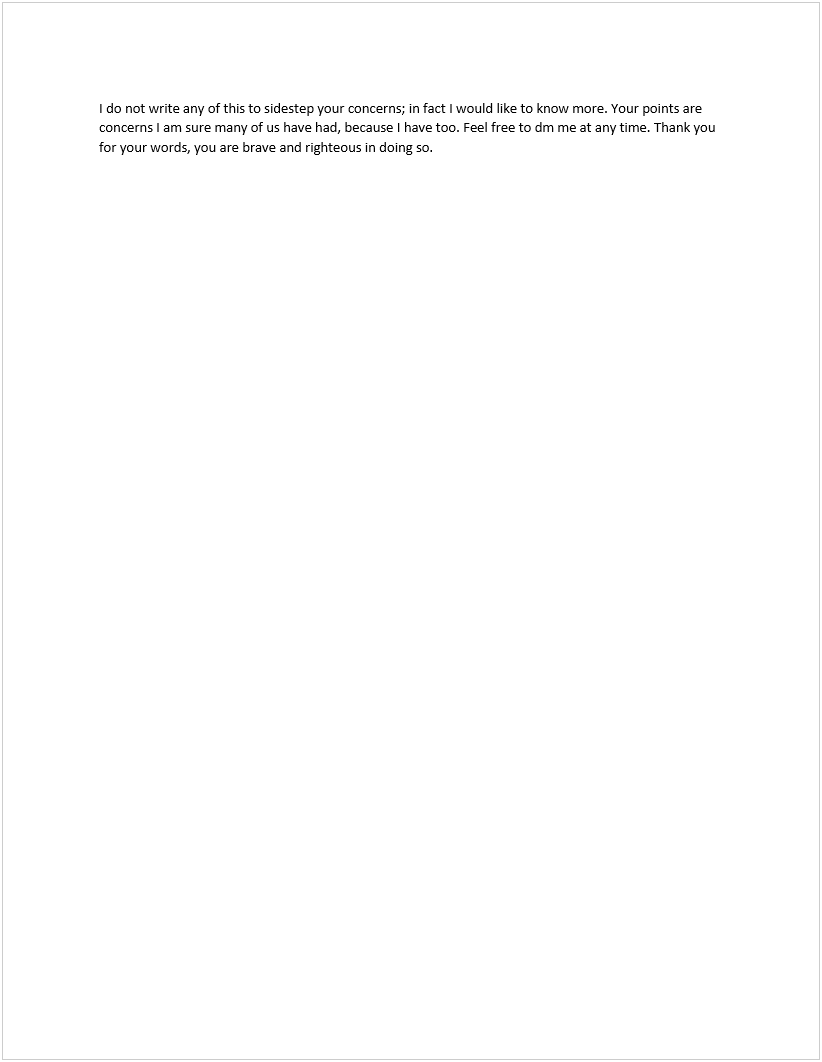 I do not write any of this to sidestep your concerns; in fact I would like to know more. Your points are
concerns I am sure many of us have had, because I have too. Feel free to dm me at any time. Thank you
for your words, you are brave and righteous in doing so.